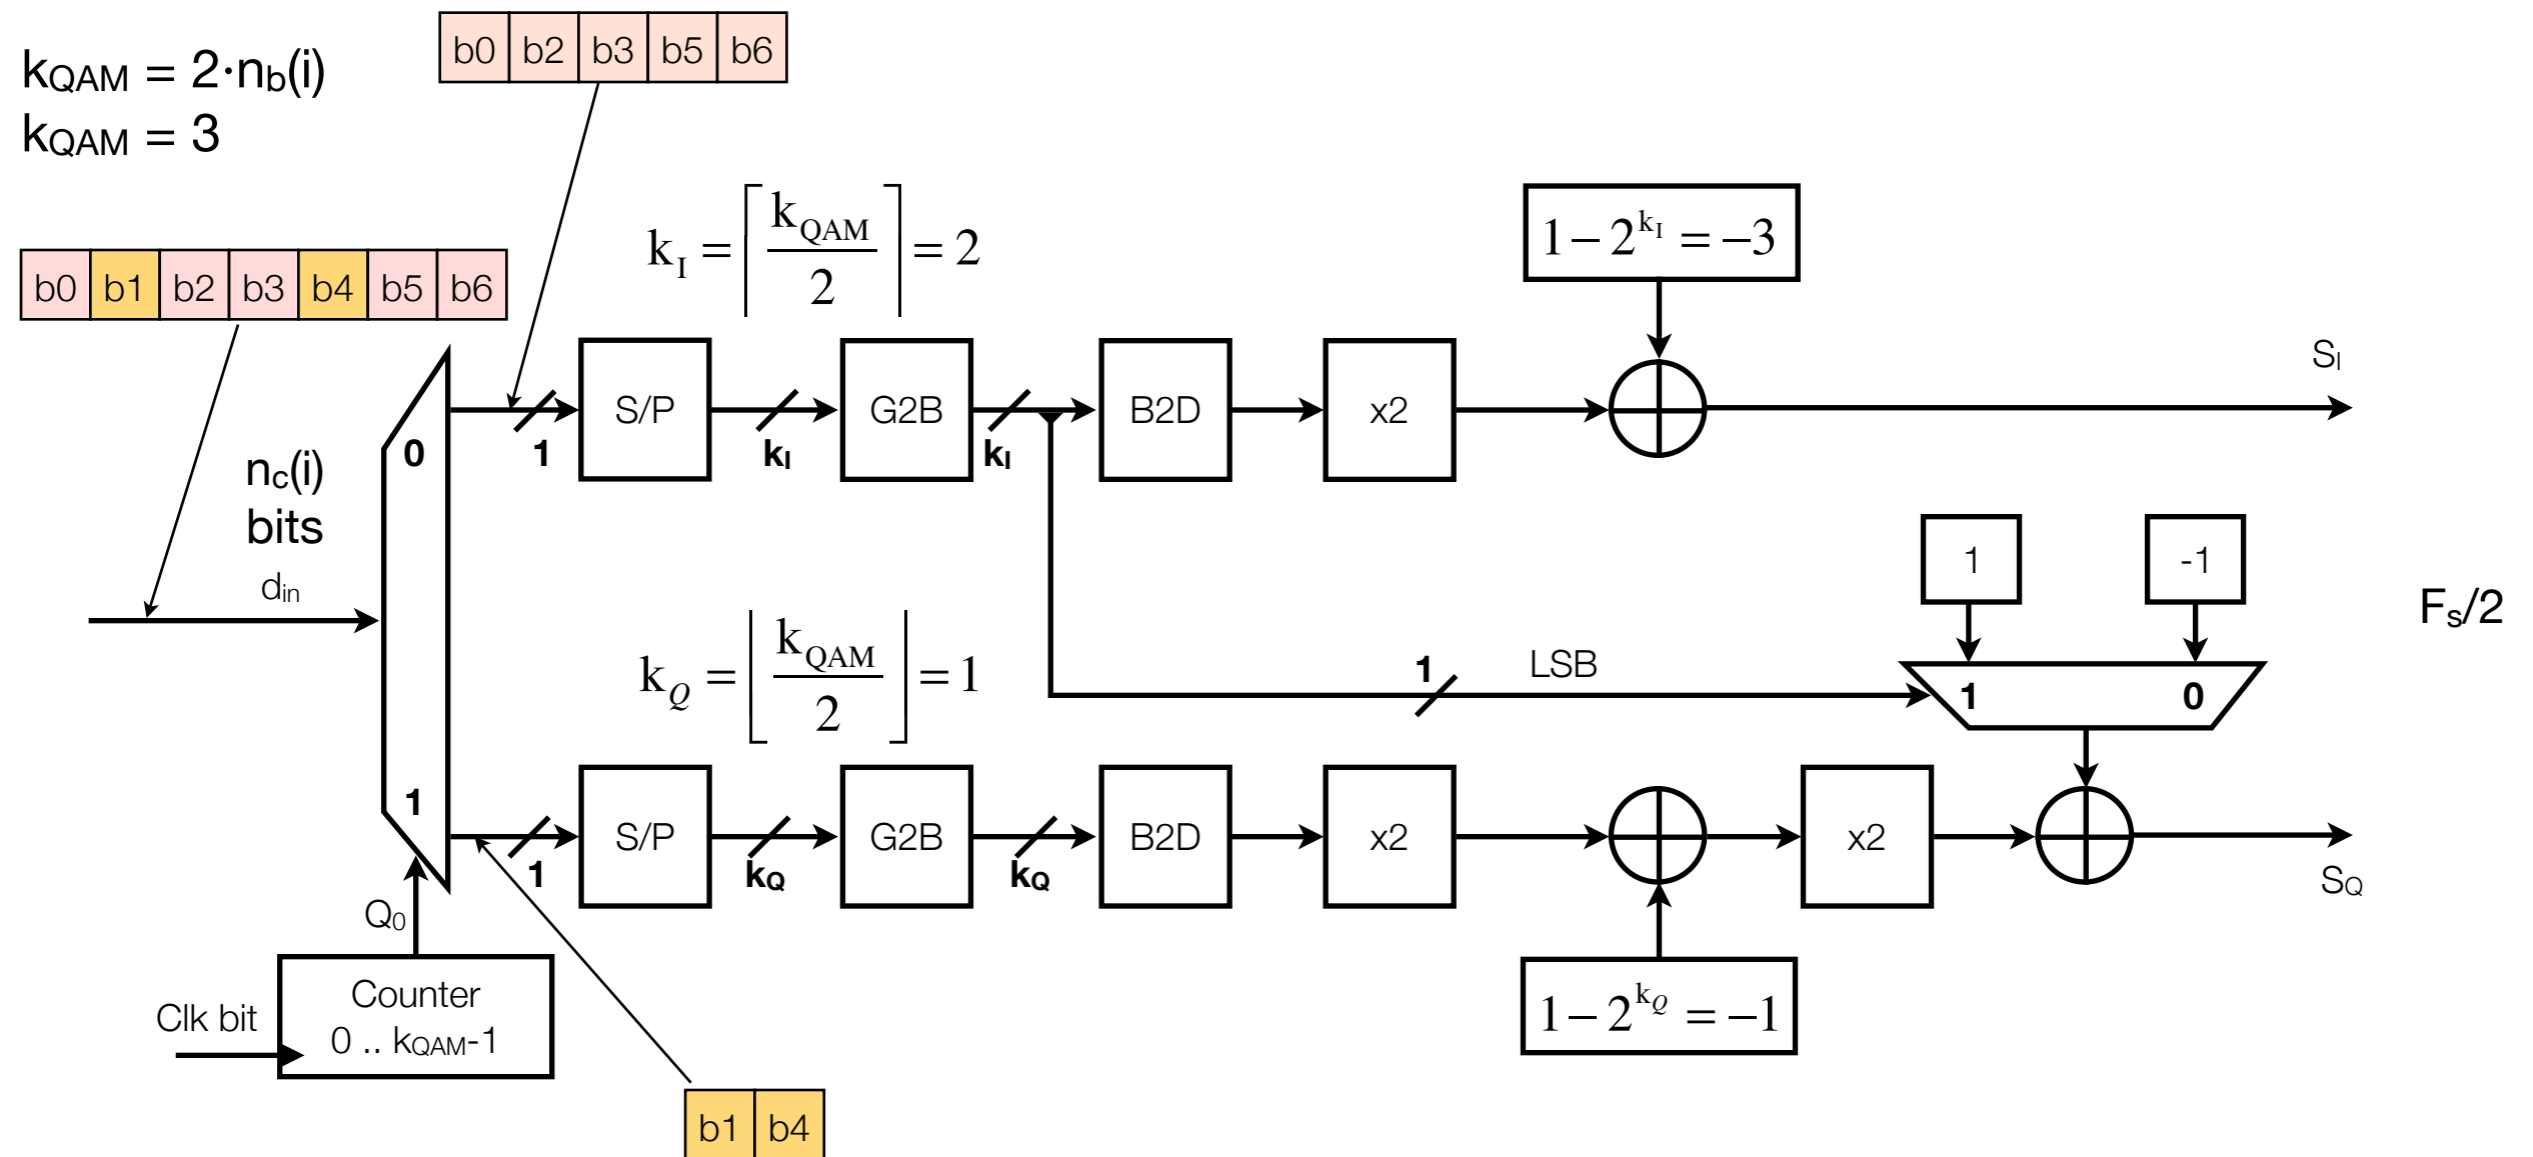 b0 b2 b3 b5 b6
kQAM = 2·nb(i)
kQAM = 3
kI = ⌈kQAM/2⌉ = 2
1−2^kI = −3
b0 b1 b2 b3 b4 b5 b6
SI
0
1
S/P
kI
G2B
kI
B2D
x2
nc(i)
bits
din
1
-1
Fs/2
kQ = ⌊kQAM/2⌋ = 1
1
LSB
1
0
1
1
S/P
kQ
G2B
kQ
B2D
x2
x2
SQ
Q0
Clk bit
Counter
0 .. kQAM-1
1−2^kQ = −1
b1 b4